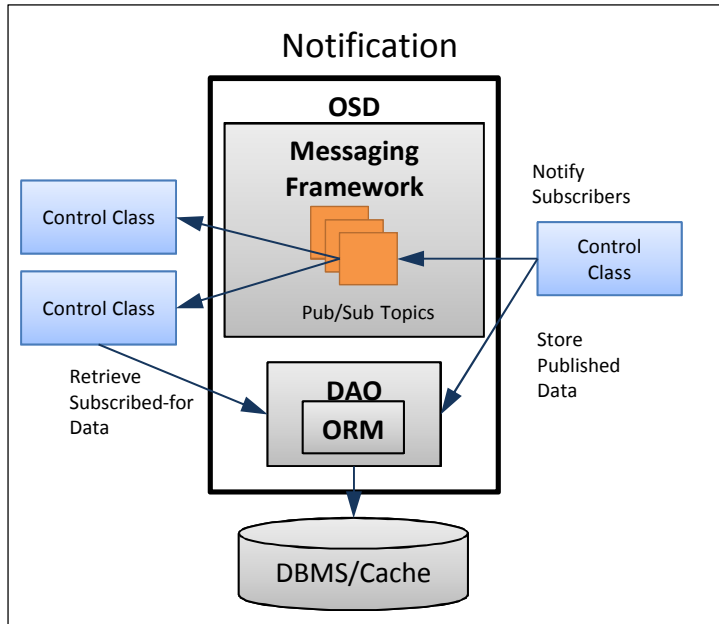 Notification
OSD
Messaging
Framework
Pub/Sub Topics
Control Class
Control Class
Notify
Subscribers
Control
Class
Store
Published
Data
Retrieve
Subscribed-for
Data
DAO
ORM
DBMS/Cache